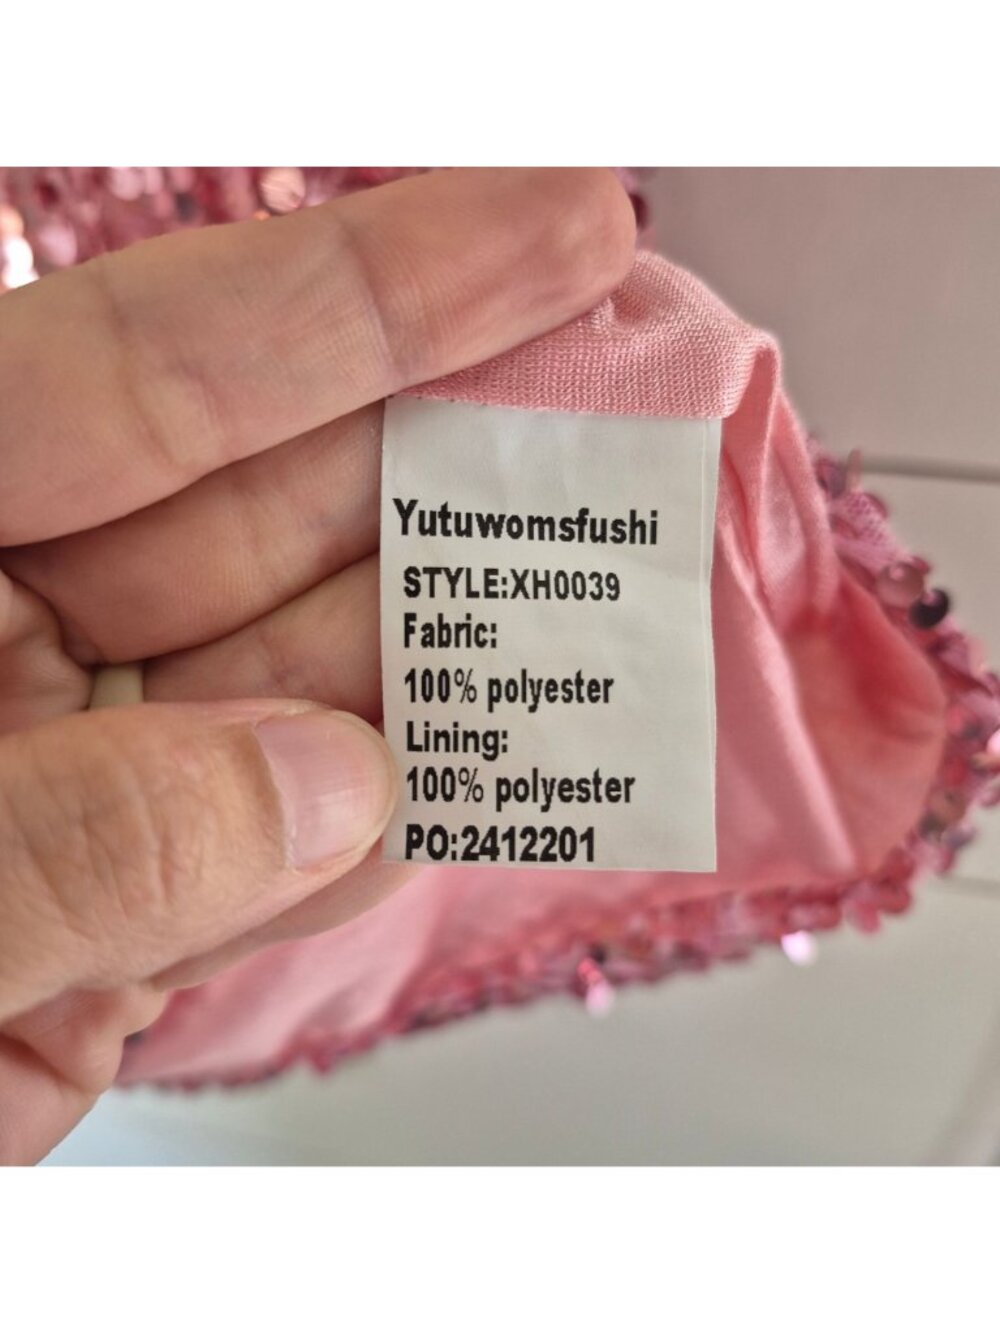 Yutuwomsfushi
STYLE:XH0039
Fabric:
100% polyester
Lining:
100% polyester
PO:2412201